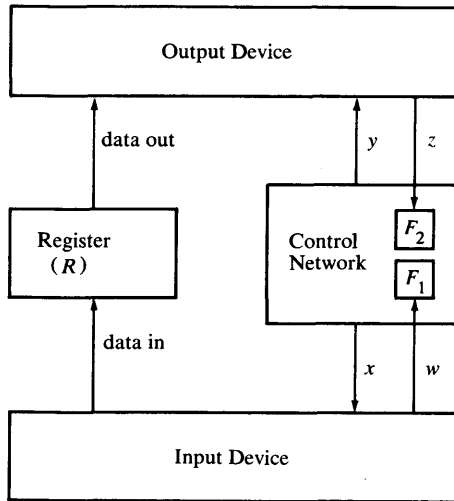 Output Device
data out
y
z
Register
(R)
Control
Network
F2
F1
data in
x
w
Input Device